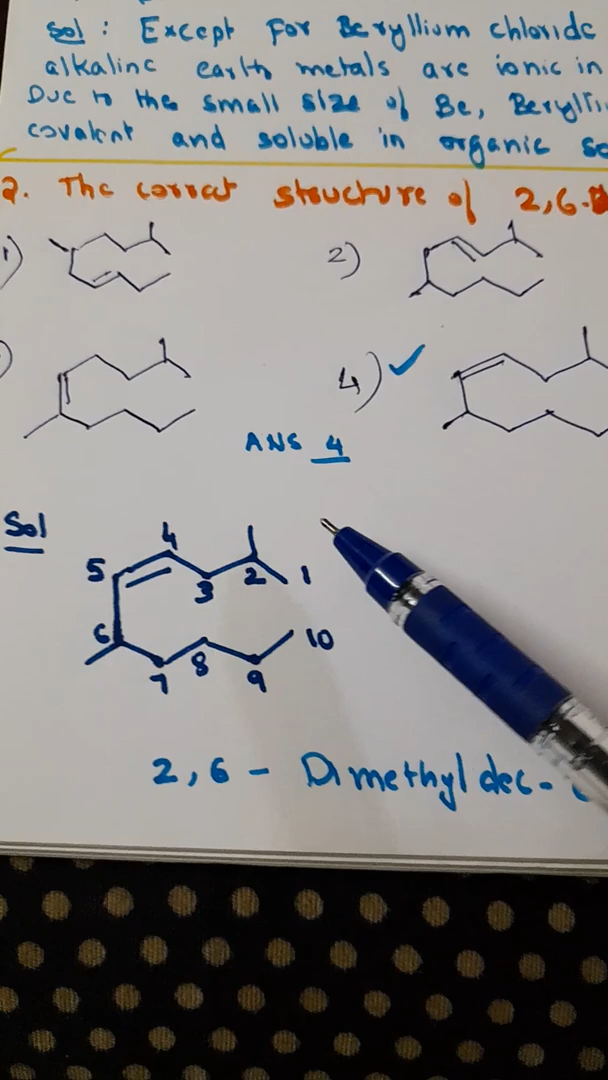 Sol : Except for Beryllium chloride
alkaline earth metals are ionic in
Due to the small size of Be,
covalent and soluble in organic
2. The correct structure of 2,6-
1)
2)
4) ✓
ANS 4
Sol
4
5
2 1
3
6
10
8
7
9
2,6 - Dimethyl dec-